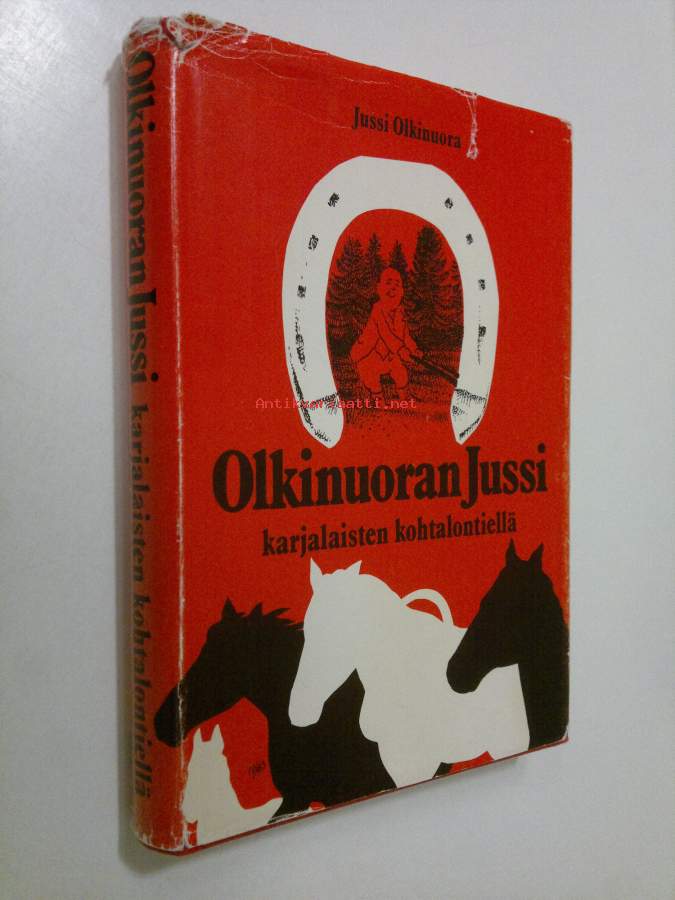 Olkinuoran Jussi karjalaisten kohtalontiellä
Jussi Olkinuora
Antikvariaatti.net
Olkinuoran Jussi
karjalaisten kohtalontiellä